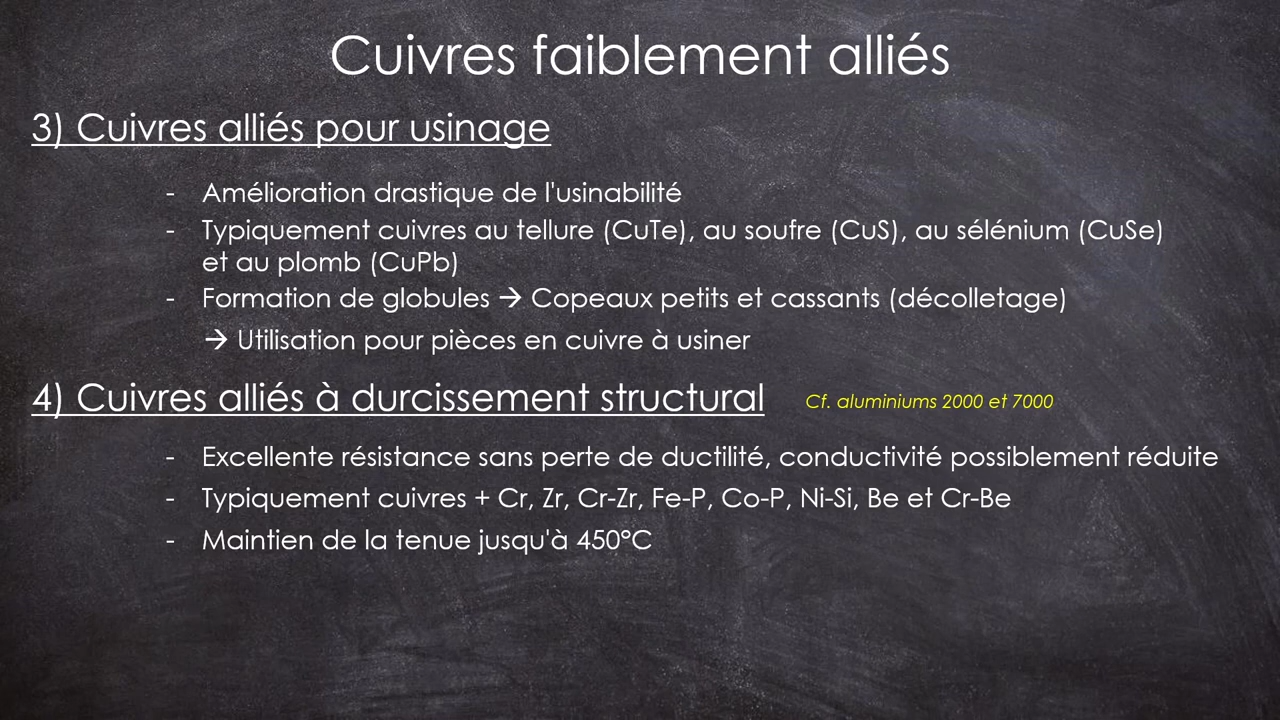 Cuivres faiblement alliés
3) Cuivres alliés pour usinage
- Amélioration drastique de l'usinabilité
- Typiquement cuivres au tellure (CuTe), au soufre (CuS), au sélénium (CuSe)
et au plomb (CuPb)
- Formation de globules → Copeaux petits et cassants (décolletage)
→ Utilisation pour pièces en cuivre à usiner
4) Cuivres alliés à durcissement structural Cf. aluminiums 2000 et 7000
- Excellente résistance sans perte de ductilité, conductivité possiblement réduite
- Typiquement cuivres + Cr, Zr, Cr-Zr, Fe-P, Co-P, Ni-Si, Be et Cr-Be
- Maintien de la tenue jusqu'à 450°C